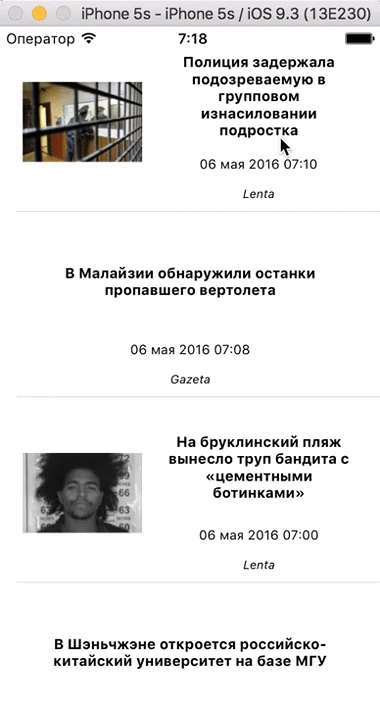 iPhone 5s - iPhone 5s / iOS 9.3 (13E230)
Оператор 7:18
Полиция задержала
подозреваемую в
групповом
изнасиловании
подростка
06 мая 2016 07:10
Lenta
В Малайзии обнаружили останки
пропавшего вертолета
06 мая 2016 07:08
Gazeta
На бруклинский пляж
вынесло труп бандита с
«цементными
ботинками»
06 мая 2016 07:00
Lenta
В Шэньчжэне откроется российско-
китайский университет на базе МГУ